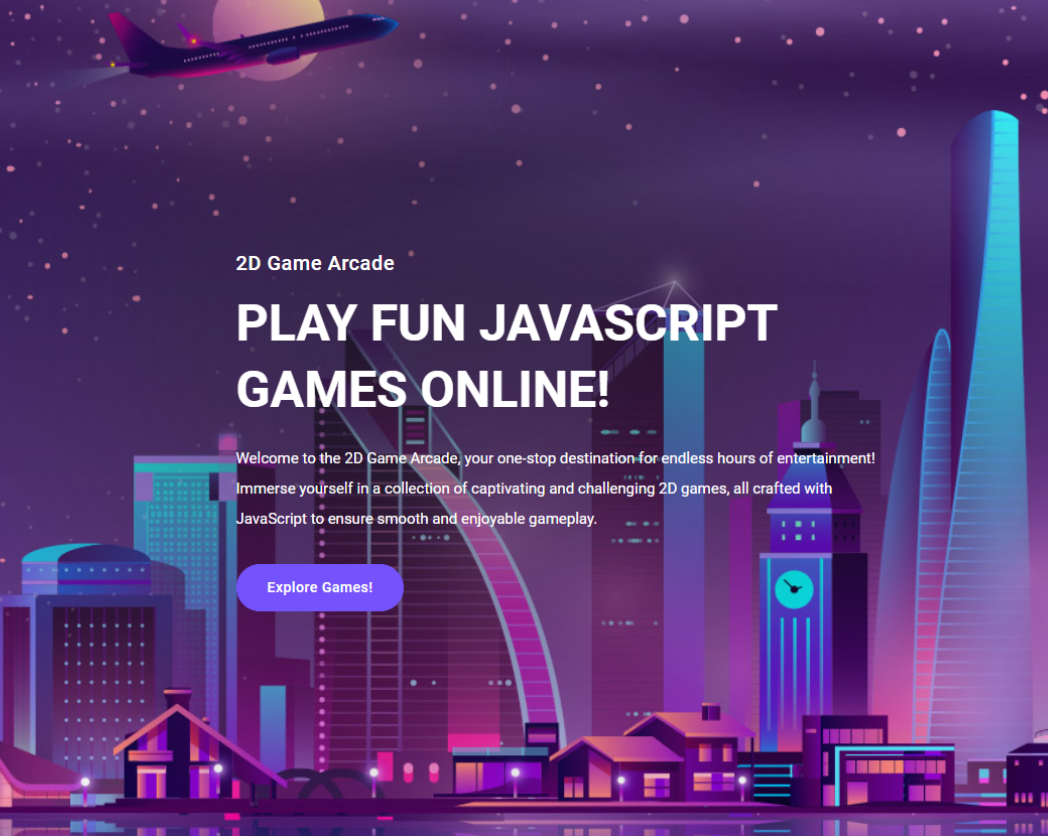 2D Game Arcade
PLAY FUN JAVASCRIPT
GAMES ONLINE!
Welcome to the 2D Game Arcade, your one-stop destination for endless hours of entertainment!
Immerse yourself in a collection of captivating and challenging 2D games, all crafted with
JavaScript to ensure smooth and enjoyable gameplay.
Explore Games!